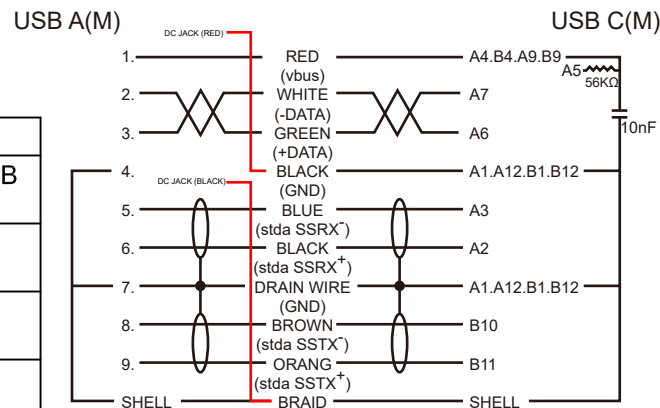 USB A(M) USB C(M)
DC JACK (RED)
1. RED A4.B4.A9.B9
(vbus) A5 56KΩ
2. WHITE A7
(-DATA)
3. GREEN A6 10nF
(+DATA)
B 4. BLACK A1.A12.B1.B12
DC JACK (BLACK) (GND)
5. BLUE A3
(stda SSRX-)
6. BLACK A2
(stda SSRX+)
7. DRAIN WIRE A1.A12.B1.B12
(GND)
8. BROWN B10
(stda SSTX-)
9. ORANG B11
(stda SSTX+)
SHELL BRAID SHELL